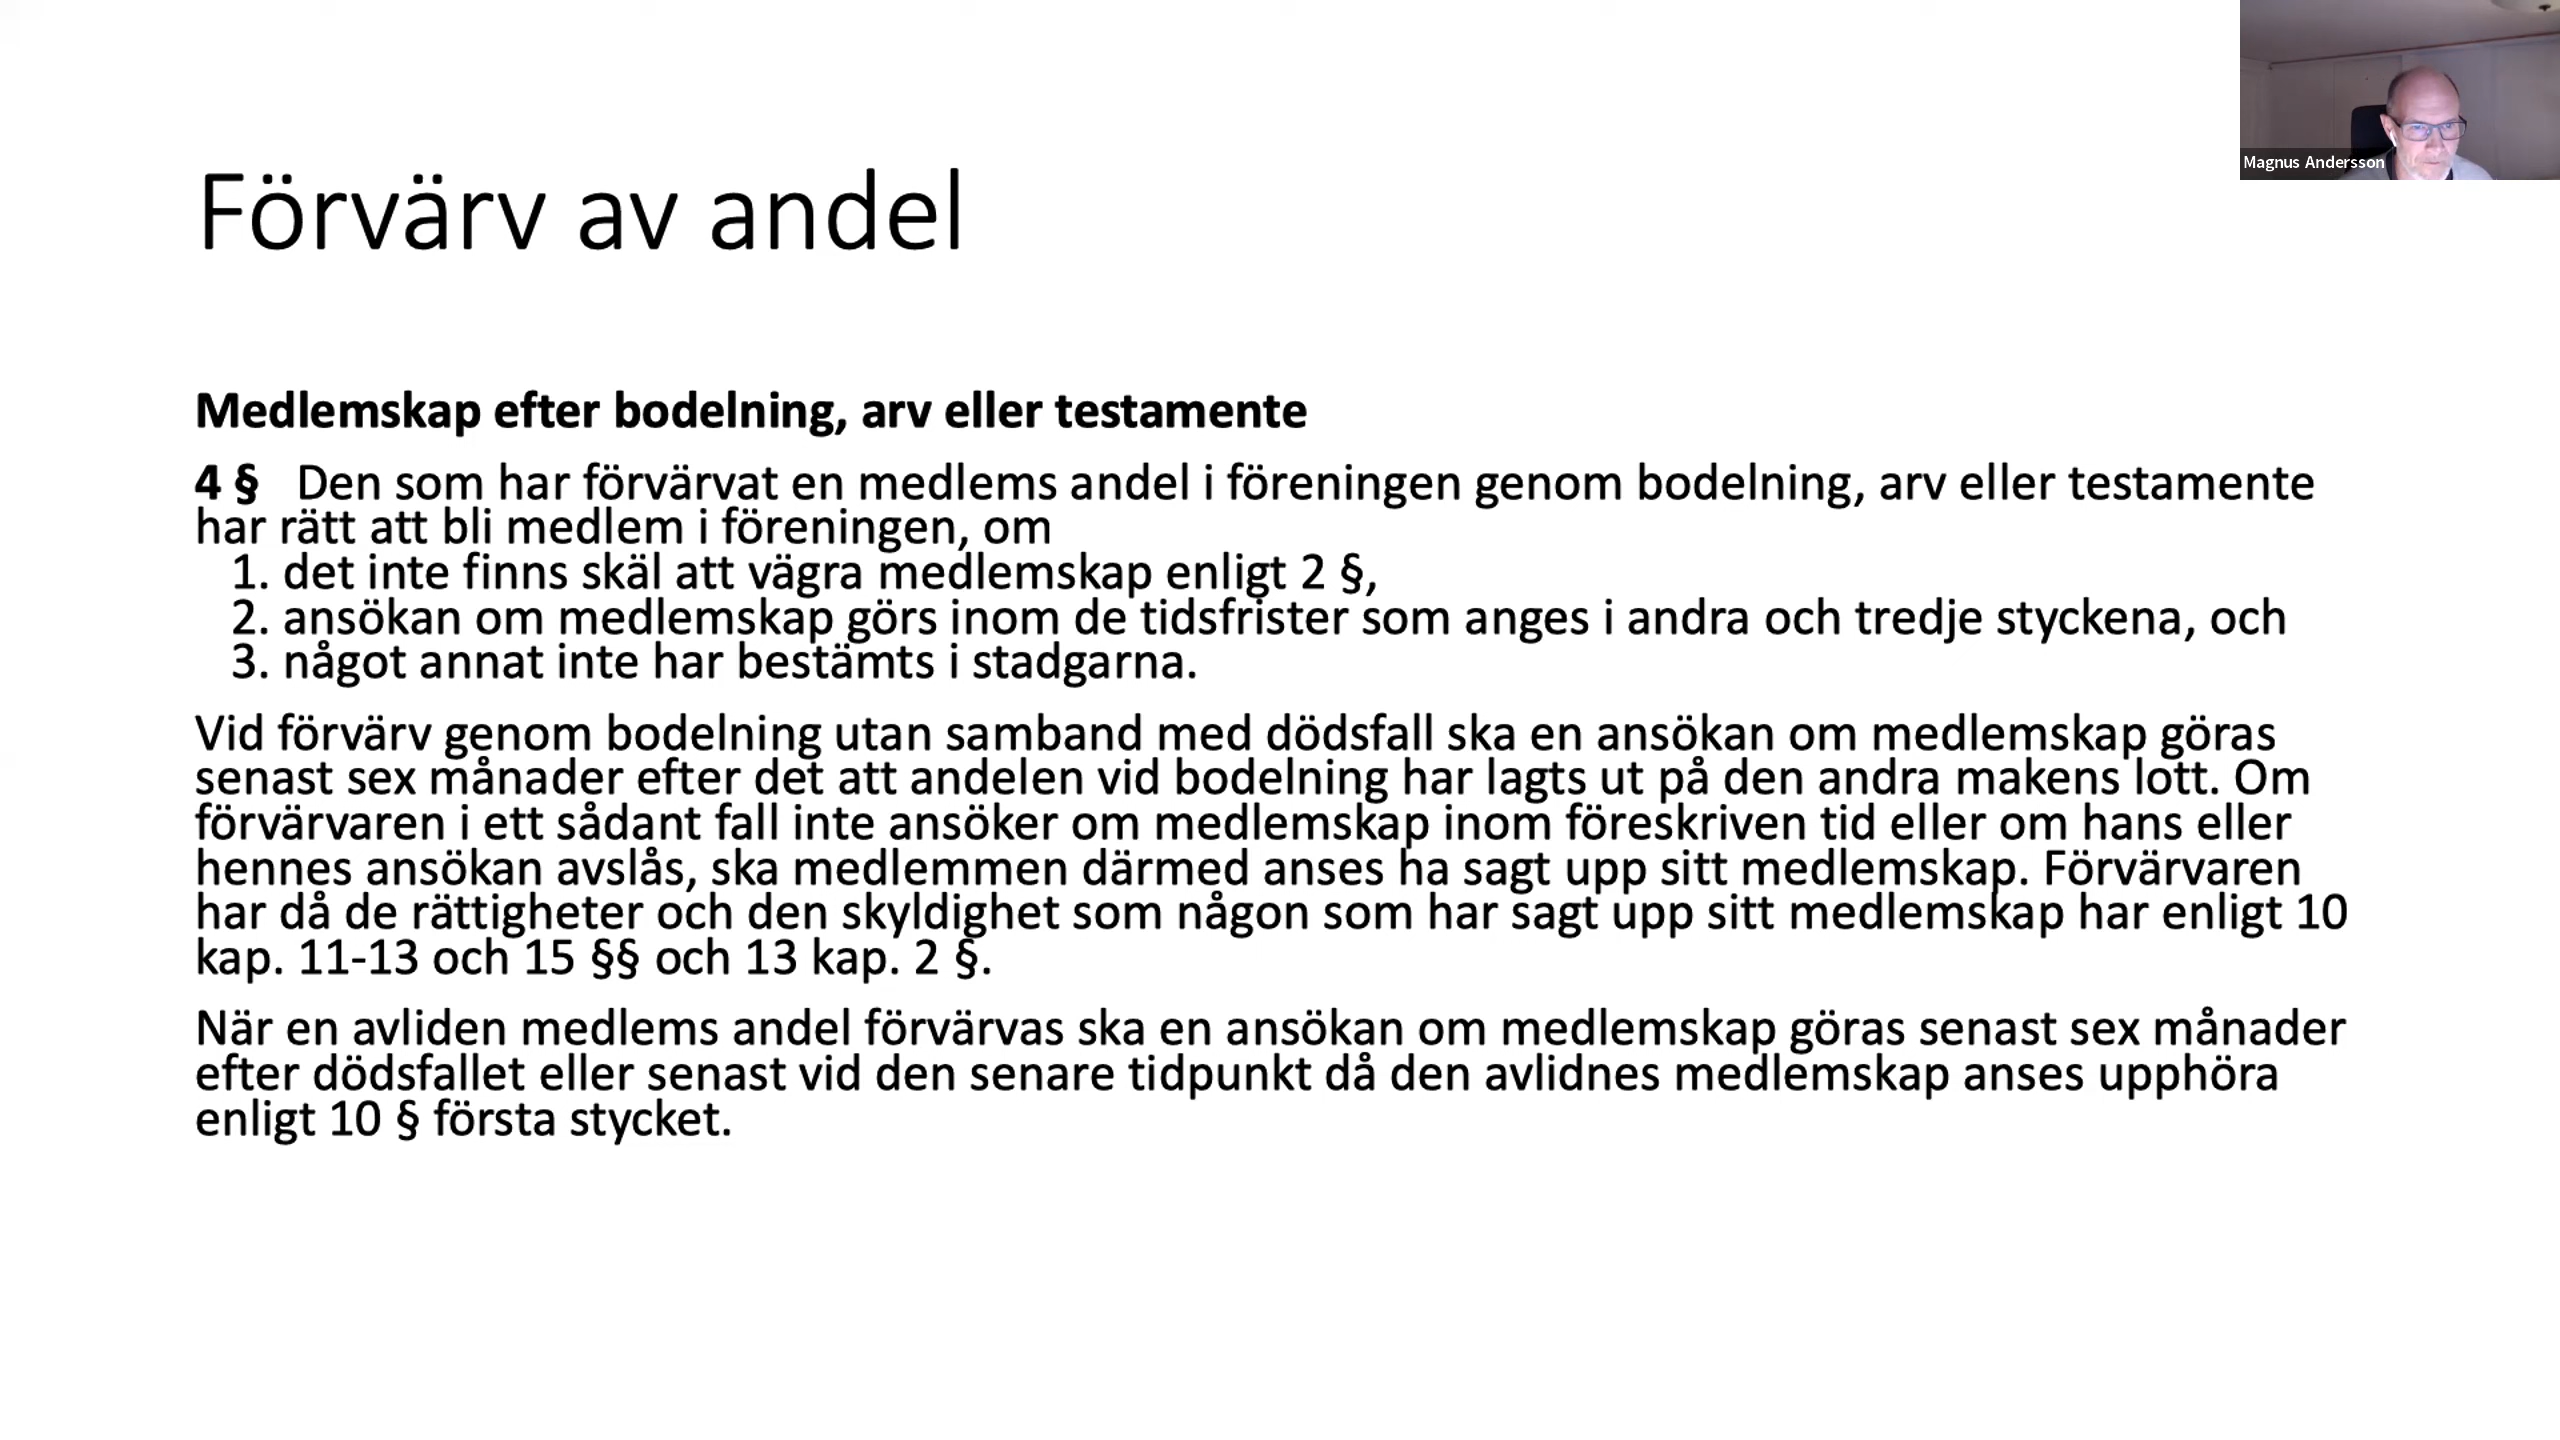 Förvärv av andel
Magnus Andersson
Medlemskap efter bodelning, arv eller testamente
4 § Den som har förvärvat en medlems andel i föreningen genom bodelning, arv eller testamente
har rätt att bli medlem i föreningen, om
1. det inte finns skäl att vägra medlemskap enligt 2 §,
2. ansökan om medlemskap görs inom de tidsfrister som anges i andra och tredje styckena, och
3. något annat inte har bestämts i stadgarna.
Vid förvärv genom bodelning utan samband med dödsfall ska en ansökan om medlemskap göras
senast sex månader efter det att andelen vid bodelning har lagts ut på den andra makens lott. Om
förvärvaren i ett sådant fall inte ansöker om medlemskap inom föreskriven tid eller om hans eller
hennes ansökan avslås, ska medlemmen därmed anses ha sagt upp sitt medlemskap. Förvärvaren
har då de rättigheter och den skyldighet som någon som har sagt upp sitt medlemskap har enligt 10
kap. 11-13 och 15 §§ och 13 kap. 2 §.
När en avliden medlems andel förvärvas ska en ansökan om medlemskap göras senast sex månader
efter dödsfallet eller senast vid den senare tidpunkt då den avlidnes medlemskap anses upphöra
enligt 10 § första stycket.